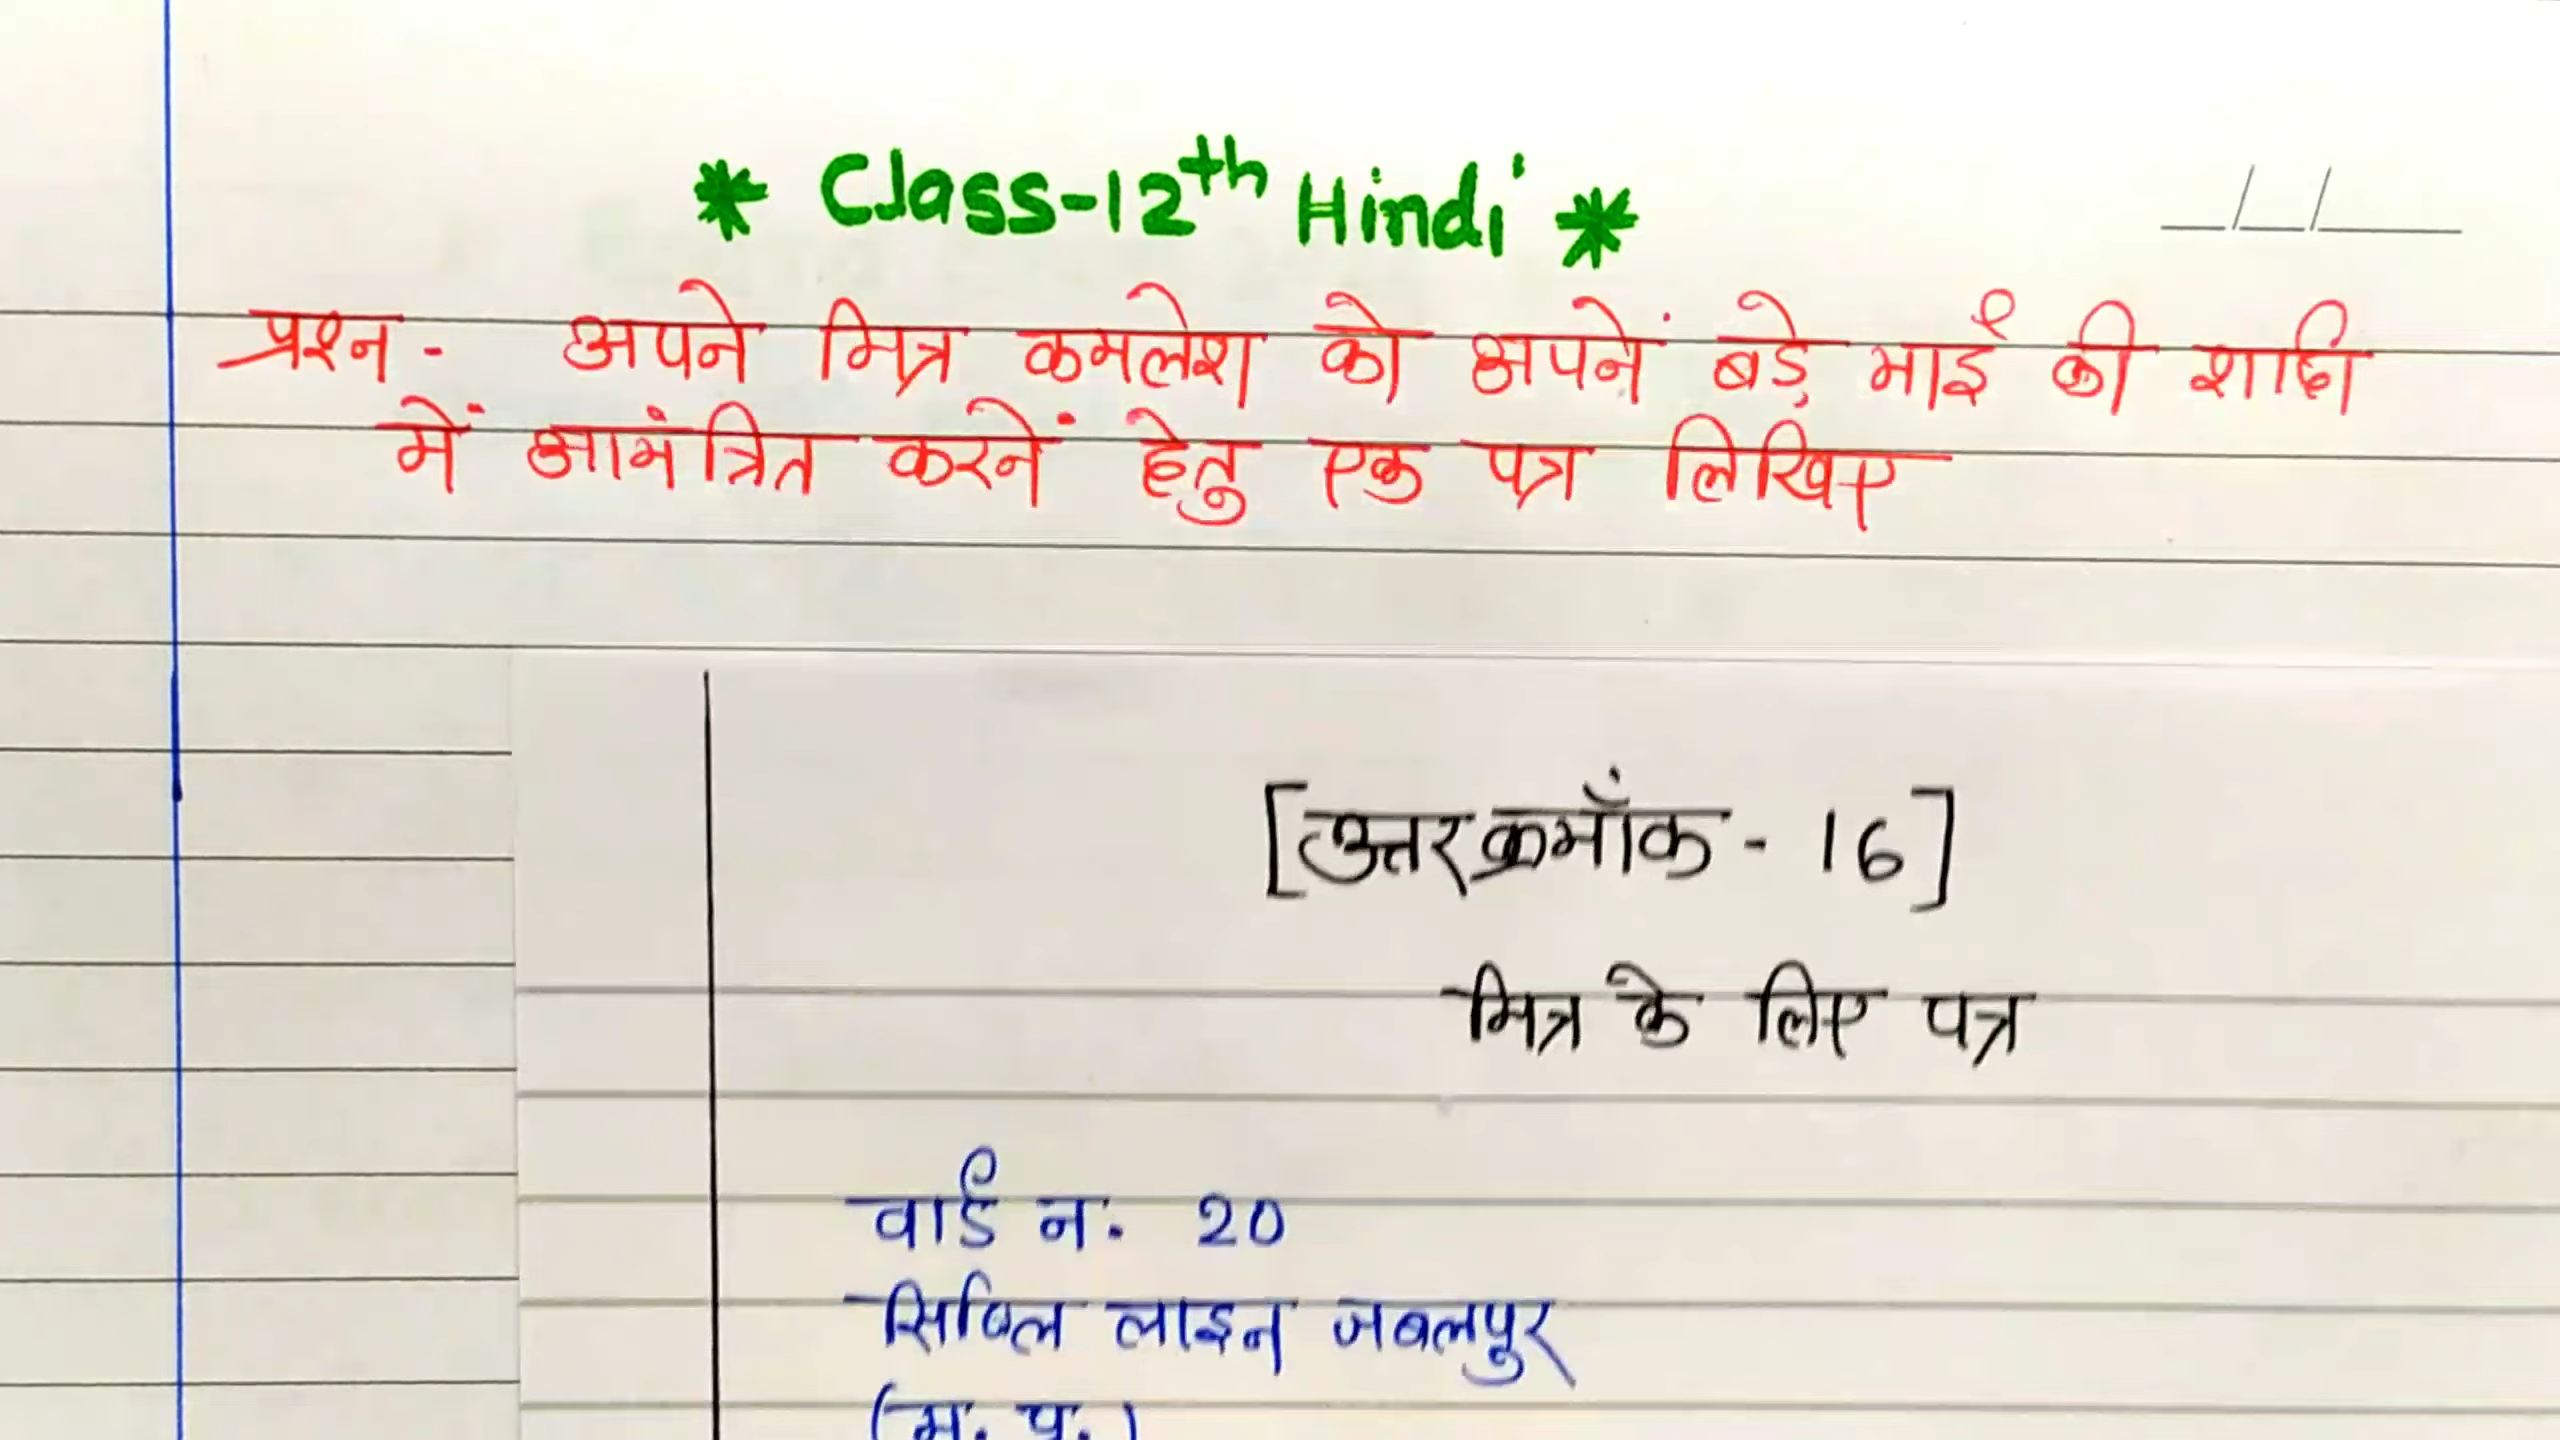 * Class-12th Hindi *
प्रश्न - अपने मित्र कमलेश को अपनें बड़े भाई की शादि
में आमंत्रित करनें हेतु एक पत्र लिखिए
[उत्तर क्रमाँक - 16]
मित्र के लिए पत्र
वार्ड न. 20
सिविल लाइन जबलपुर
(म. प्र.)